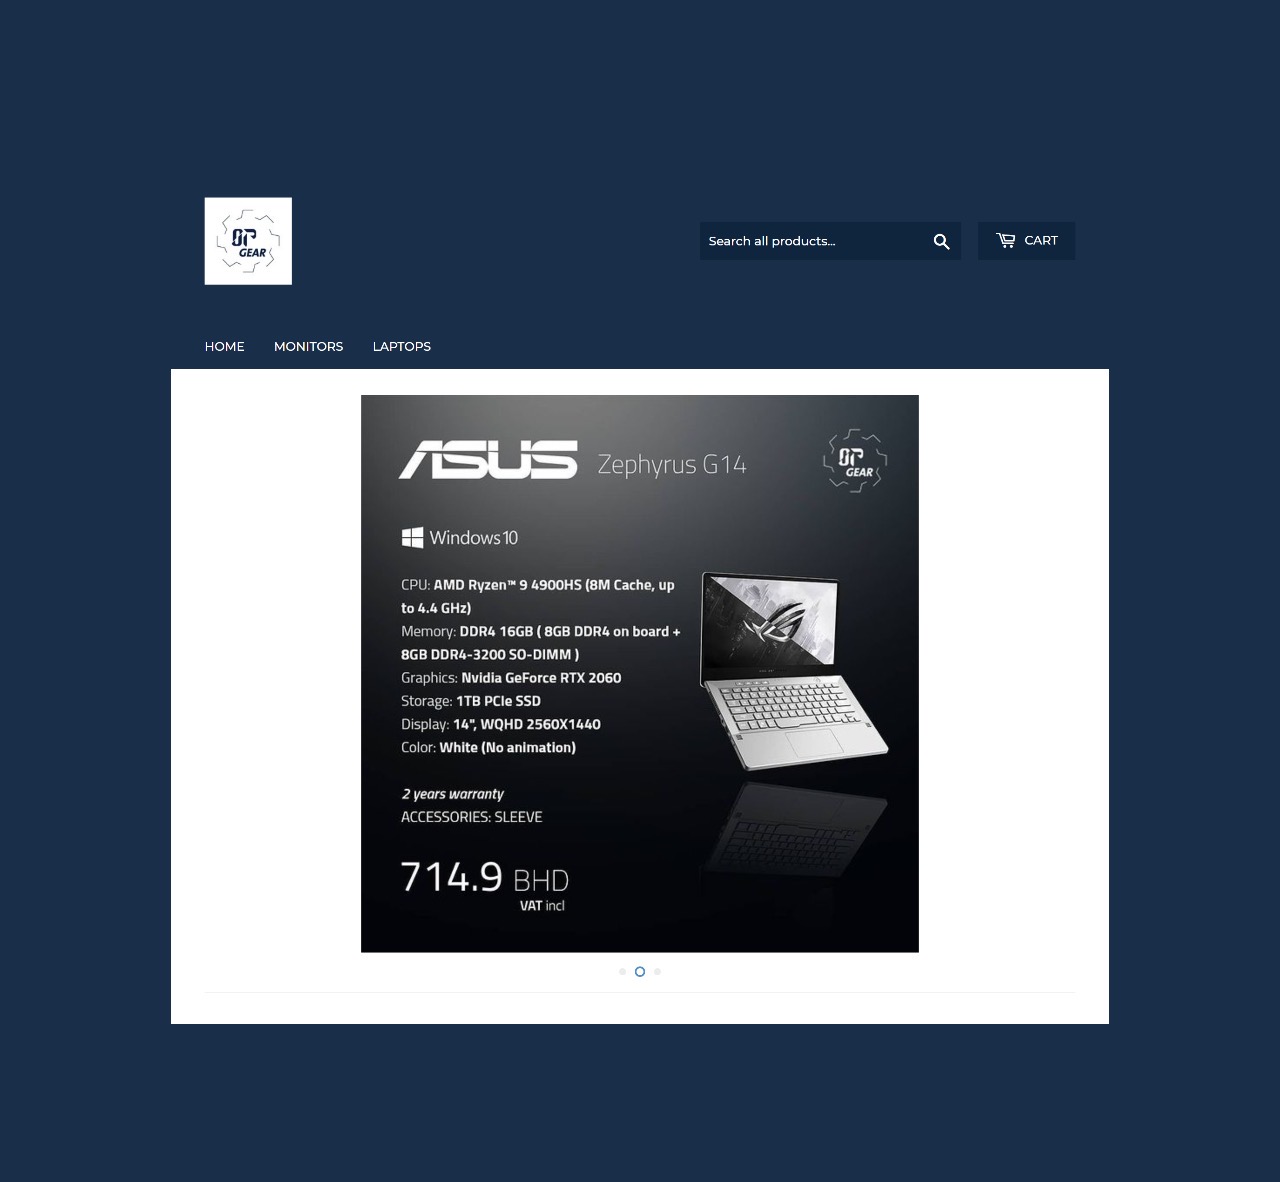 OP
GEAR
Search all products...
CART
HOME MONITORS LAPTOPS
ASUS Zephyrus G14
OP
GEAR
Windows 10
CPU: AMD Ryzen™ 9 4900HS (8M Cache, up
to 4.4 GHz)
Memory: DDR4 16GB ( 8GB DDR4 on board +
8GB DDR4-3200 SO-DIMM )
Graphics: Nvidia GeForce RTX 2060
Storage: 1TB PCIe SSD
Display: 14", WQHD 2560X1440
Color: White (No animation)
2 years warranty
ACCESSORIES: SLEEVE
714.9 BHD
VAT incl